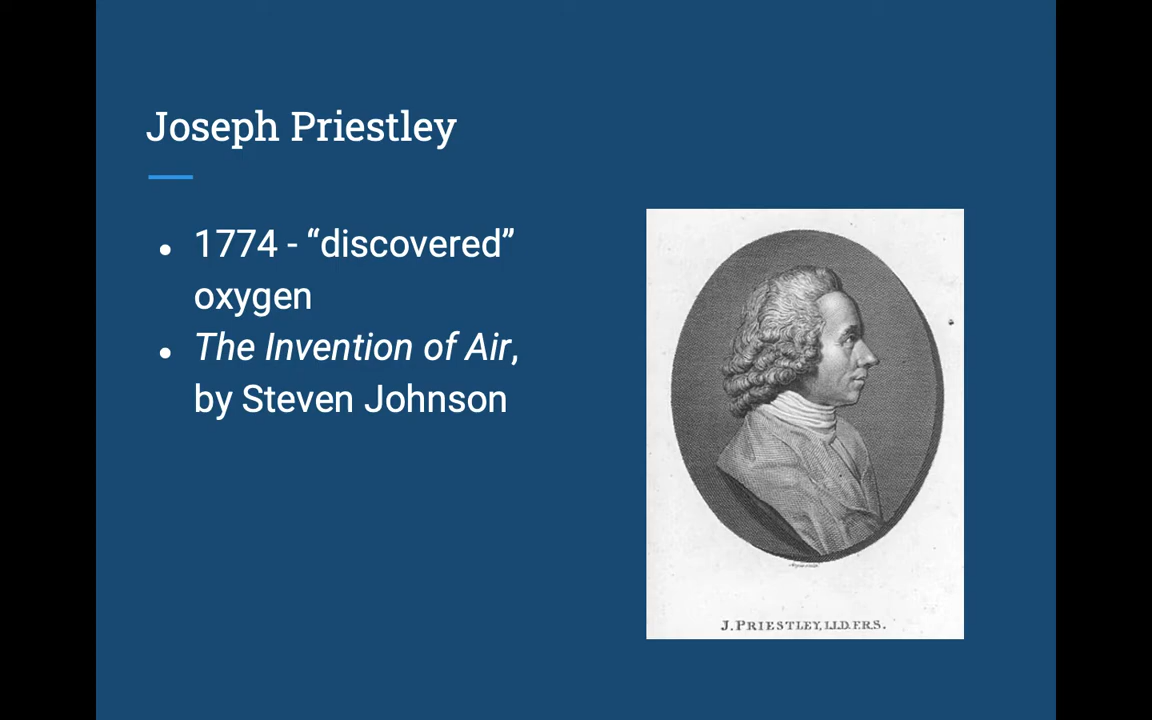 Joseph Priestley
● 1774 - “discovered”
oxygen
● The Invention of Air,
by Steven Johnson
J. PRIESTLEY, LL.D. F.R.S.